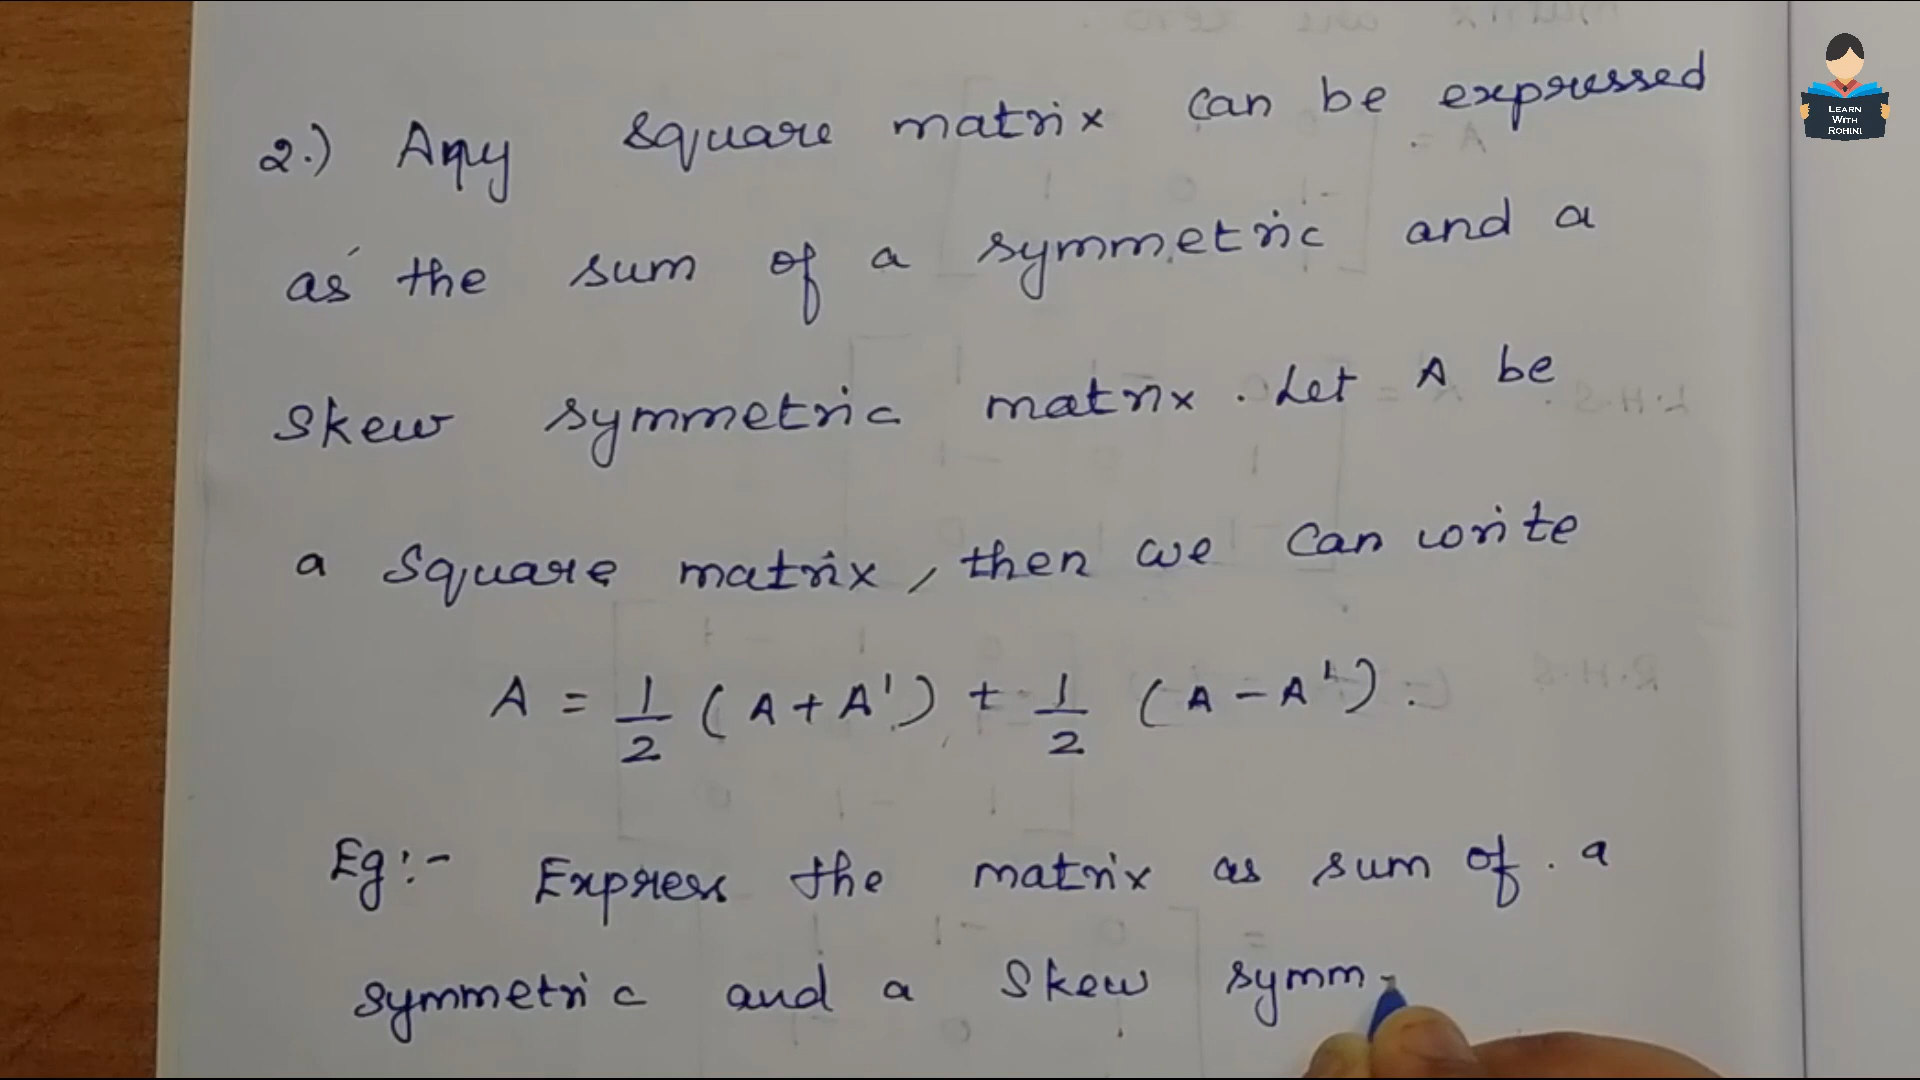 2.) Any square matrix can be expressed
as the sum of a symmetric and a
skew symmetric matrix. Let A be
a square matrix, then we can write
A = 1/2 (A + A') + 1/2 (A - A').
Eg:- Express the matrix as sum of a
symmetric and a skew symm
LEARN
WITH
ROHINI